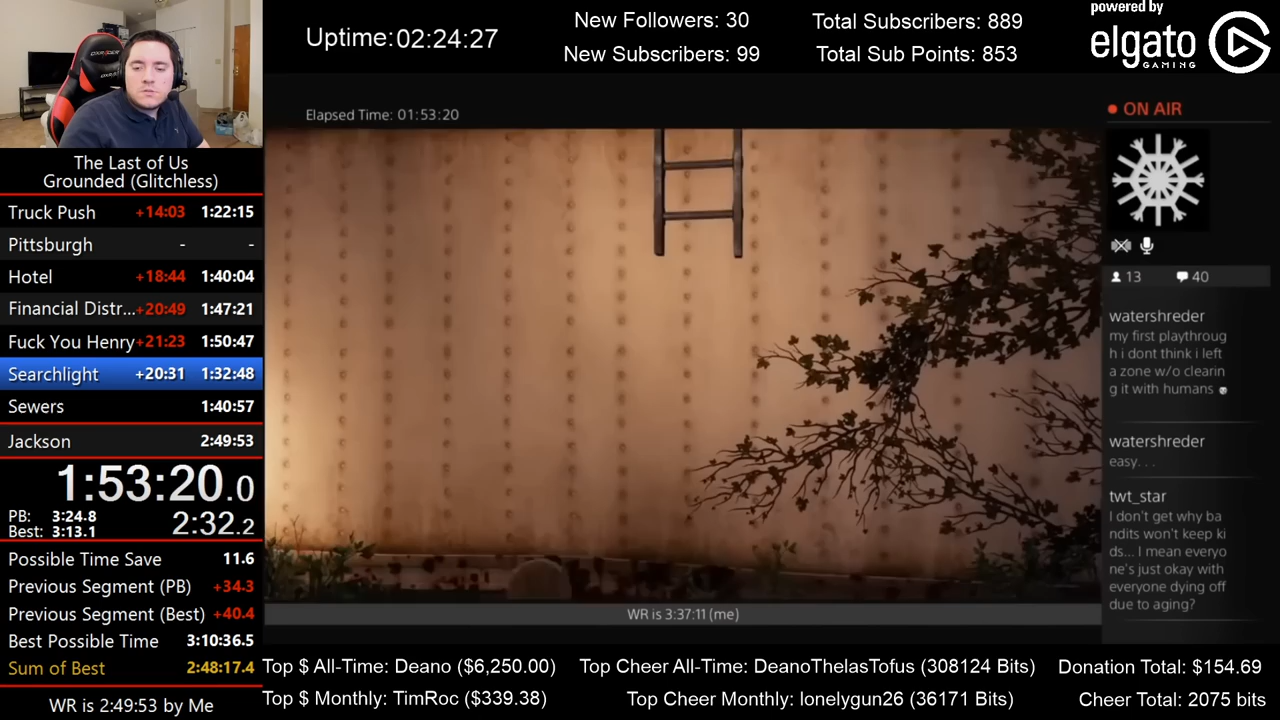 Uptime: 02:24:27
New Followers: 30
New Subscribers: 99
Total Subscribers: 889
Total Sub Points: 853
powered by
elgato
GAMING
DXRACER
The Last of Us
Grounded (Glitchless)
Truck Push +14:03 1:22:15
Pittsburgh - -
Hotel +18:44 1:40:04
Financial Distr... +20:49 1:47:21
Fuck You Henry +21:23 1:50:47
Searchlight +20:31 1:32:48
Sewers 1:40:57
Jackson 2:49:53
1:53:20.0
PB: 3:24.8
Best: 3:13.1
2:32.2
Possible Time Save 11.6
Previous Segment (PB) +34.3
Previous Segment (Best) +40.4
Best Possible Time 3:10:36.5
Sum of Best 2:48:17.4
WR is 2:49:53 by Me
Elapsed Time: 01:53:20
WR is 3:37:11 (me)
ON AIR
13 40
watershreder
my first playthroug
h i dont think i left
a zone w/o clearin
g it with humans
watershreder
easy. . .
twt_star
I don't get why ba
ndits won't keep ki
ds... I mean everyo
ne's just okay with
everyone dying off
due to aging?
Top $ All-Time: Deano ($6,250.00)
Top Cheer All-Time: DeanoThelasTofus (308124 Bits)
Donation Total: $154.69
Top $ Monthly: TimRoc ($339.38)
Top Cheer Monthly: lonelygun26 (36171 Bits)
Cheer Total: 2075 bits